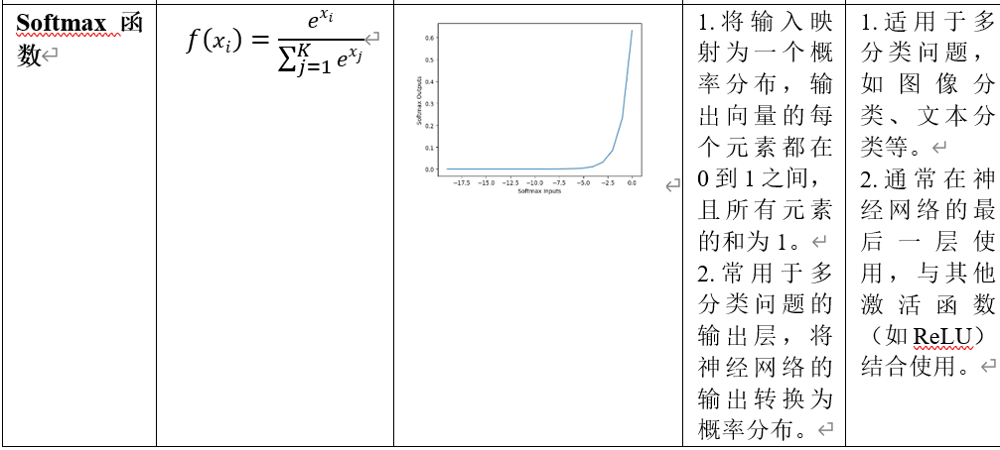 Softmax 函
数
f(x_i) = e^{x_i} / ∑_{j=1}^{K} e^{x_j}
0.6
0.5
0.4
0.3
0.2
0.1
0.0
Softmax Outputs
−17.5 −15.0 −12.5 −10.0 −7.5 −5.0 −2.5 0.0
Softmax Inputs
1.将输入映
射为一个概
率分布，输
出向量的每
个元素都在
0到1之间，
且所有元素
的和为1。
2.常用于多
分类问题的
输出层，将
神经网络的
输出转换为
概率分布。
1.适用于多
分类问题，
如图像分
类、文本分
类等。
2.通常在神
经网络的最
后一层使
用，与其他
激活函数
（如ReLU）
结合使用。